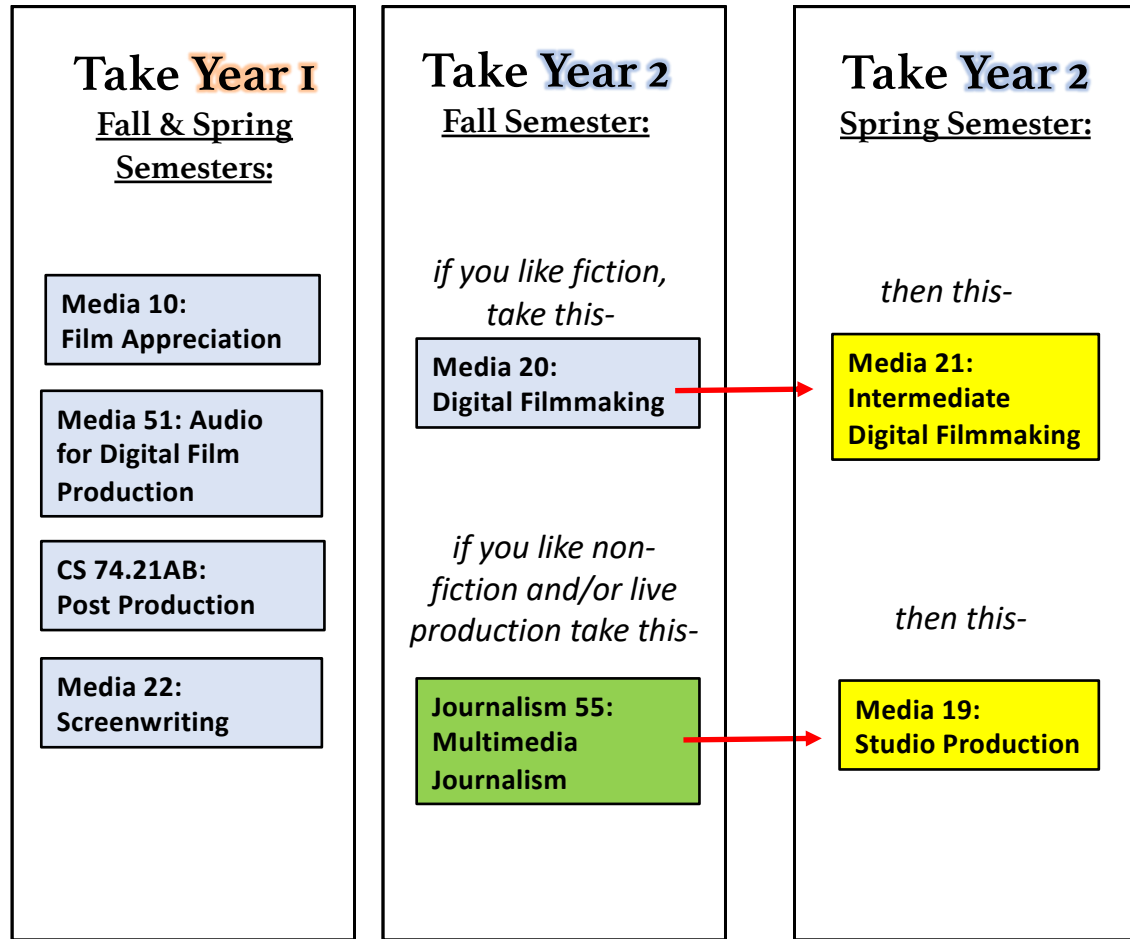 Take Year 1
Fall & Spring
Semesters:
Media 10:
Film Appreciation
Media 51: Audio
for Digital Film
Production
CS 74.21AB:
Post Production
Media 22:
Screenwriting
Take Year 2
Fall Semester:
if you like fiction,
take this-
Media 20:
Digital Filmmaking
if you like non-
fiction and/or live
production take this-
Journalism 55:
Multimedia
Journalism
Take Year 2
Spring Semester:
then this-
Media 21:
Intermediate
Digital Filmmaking
then this-
Media 19:
Studio Production